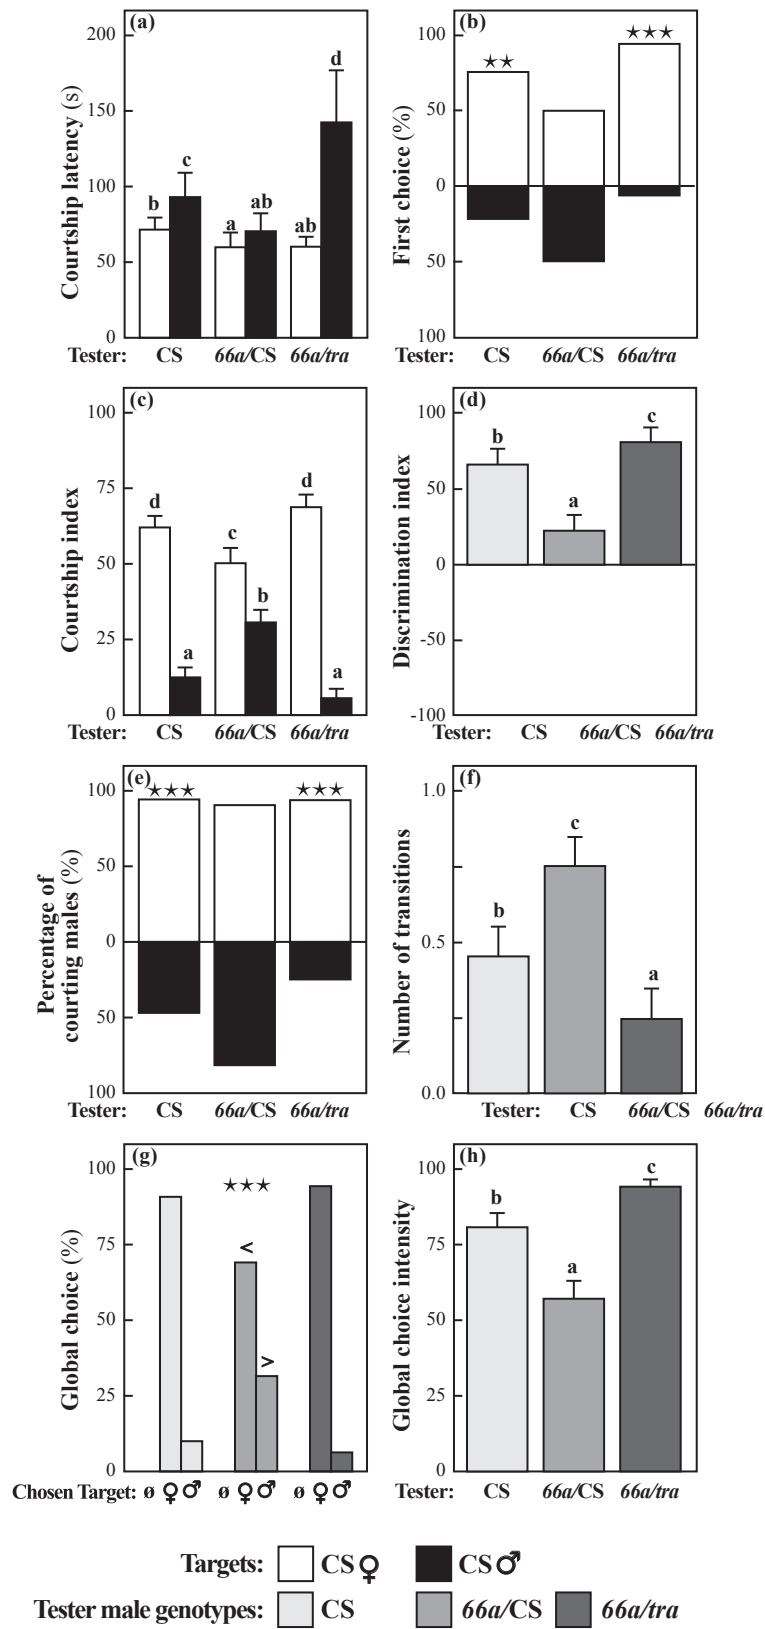 (a)
Courtship latency (s)
200
150
100
50
0
b
c
a
ab
ab
d
Tester: CS 66a/CS 66a/tra
(b)
First choice (%)
100
50
0
50
100
★★
★★★
Tester: CS 66a/CS 66a/tra
(c)
Courtship index
100
75
50
25
0
d
a
c
b
d
a
Tester: CS 66a/CS 66a/tra
(d)
Discrimination index
100
50
0
-50
-100
b
a
c
Tester: CS 66a/CS 66a/tra
(e)
Percentage of
courting males (%)
100
50
0
50
100
★★★
★★★
Tester: CS 66a/CS 66a/tra
(f)
Number of transitions
1.0
0.5
0.0
b
c
a
Tester: CS 66a/CS 66a/tra
(g)
Global choice (%)
100
75
50
25
0
★★★
<
>
Chosen Target: ø ♀ ♂ ø ♀ ♂ ø ♀ ♂
(h)
Global choice intensity
100
75
50
25
0
b
a
c
Tester: CS 66a/CS 66a/tra
Targets: CS ♀ CS ♂
Tester male genotypes: CS 66a/CS 66a/tra